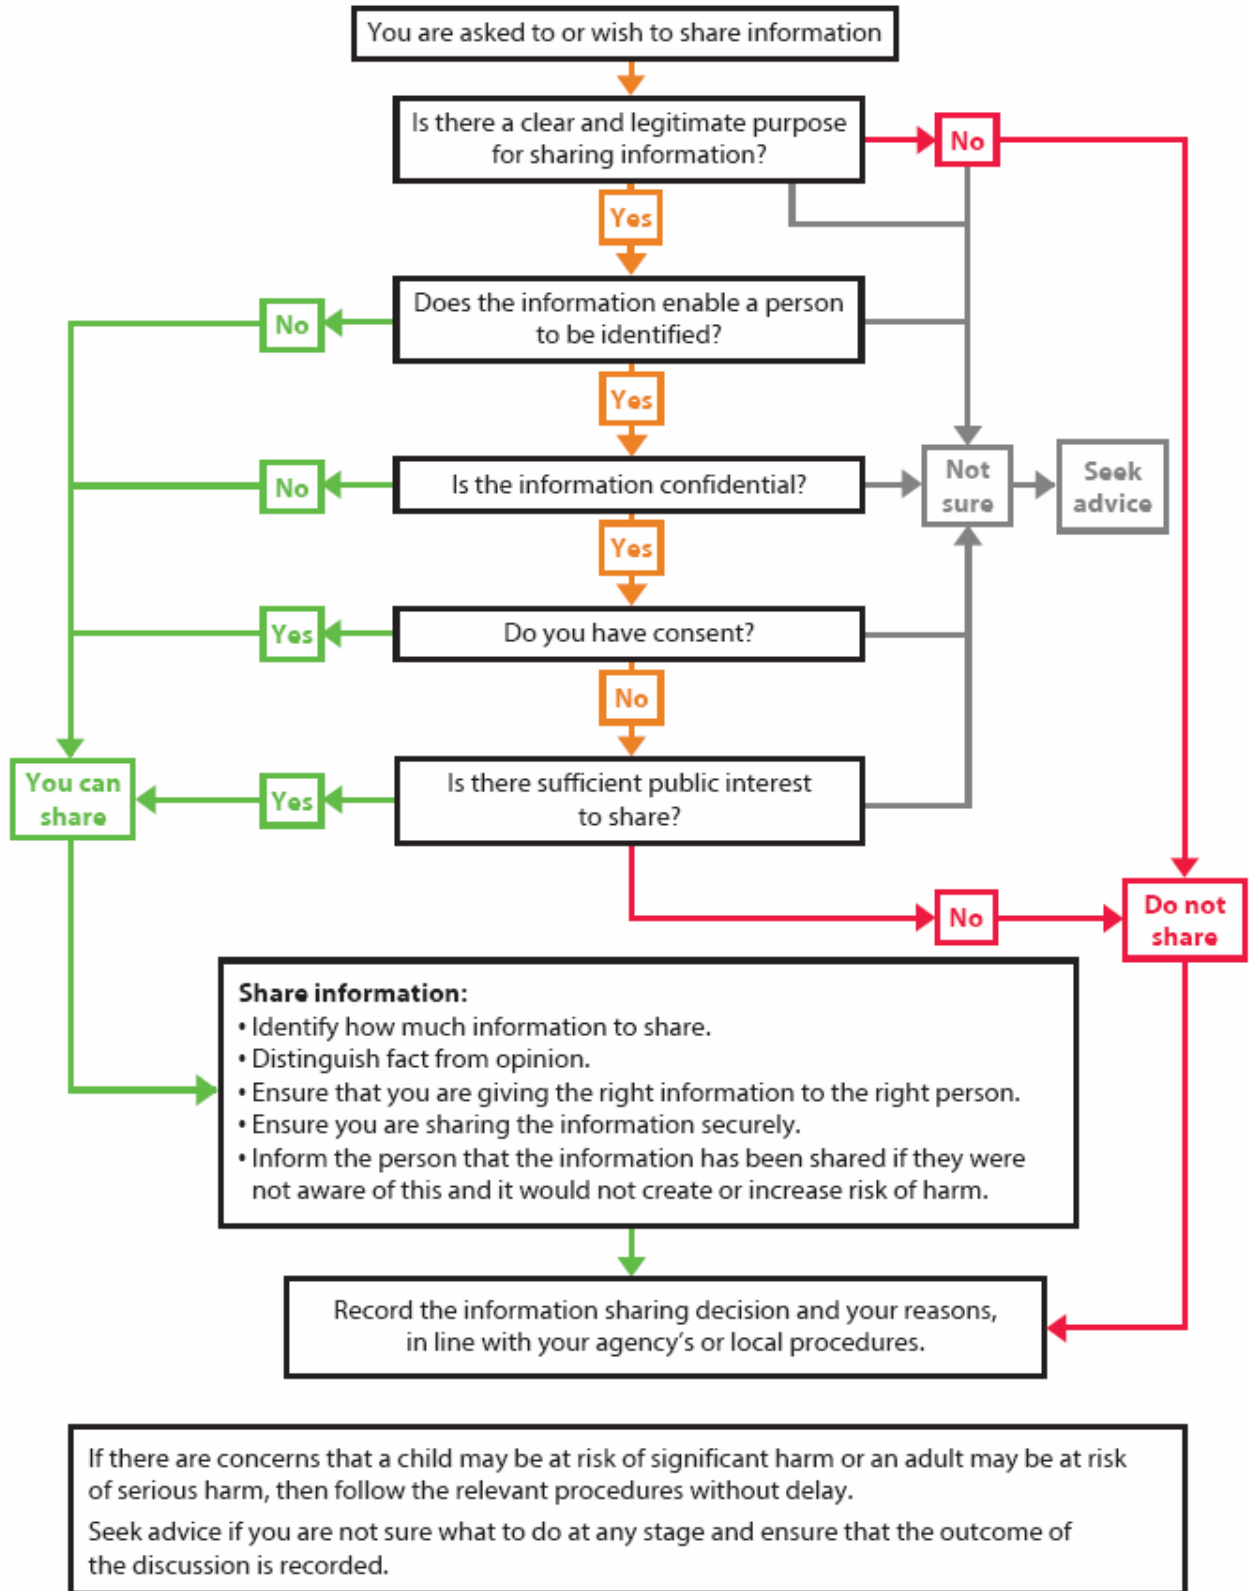 You are asked to or wish to share information
Is there a clear and legitimate purpose
for sharing information?
No
Yes
Does the information enable a person
to be identified?
No
Yes
Is the information confidential?
No
Not
sure
Seek
advice
Yes
Do you have consent?
Yes
No
Is there sufficient public interest
to share?
Yes
You can
share
No
Do not
share
Share information:
• Identify how much information to share.
• Distinguish fact from opinion.
• Ensure that you are giving the right information to the right person.
• Ensure you are sharing the information securely.
• Inform the person that the information has been shared if they were
not aware of this and it would not create or increase risk of harm.
Record the information sharing decision and your reasons,
in line with your agency's or local procedures.
If there are concerns that a child may be at risk of significant harm or an adult may be at risk
of serious harm, then follow the relevant procedures without delay.
Seek advice if you are not sure what to do at any stage and ensure that the outcome of
the discussion is recorded.